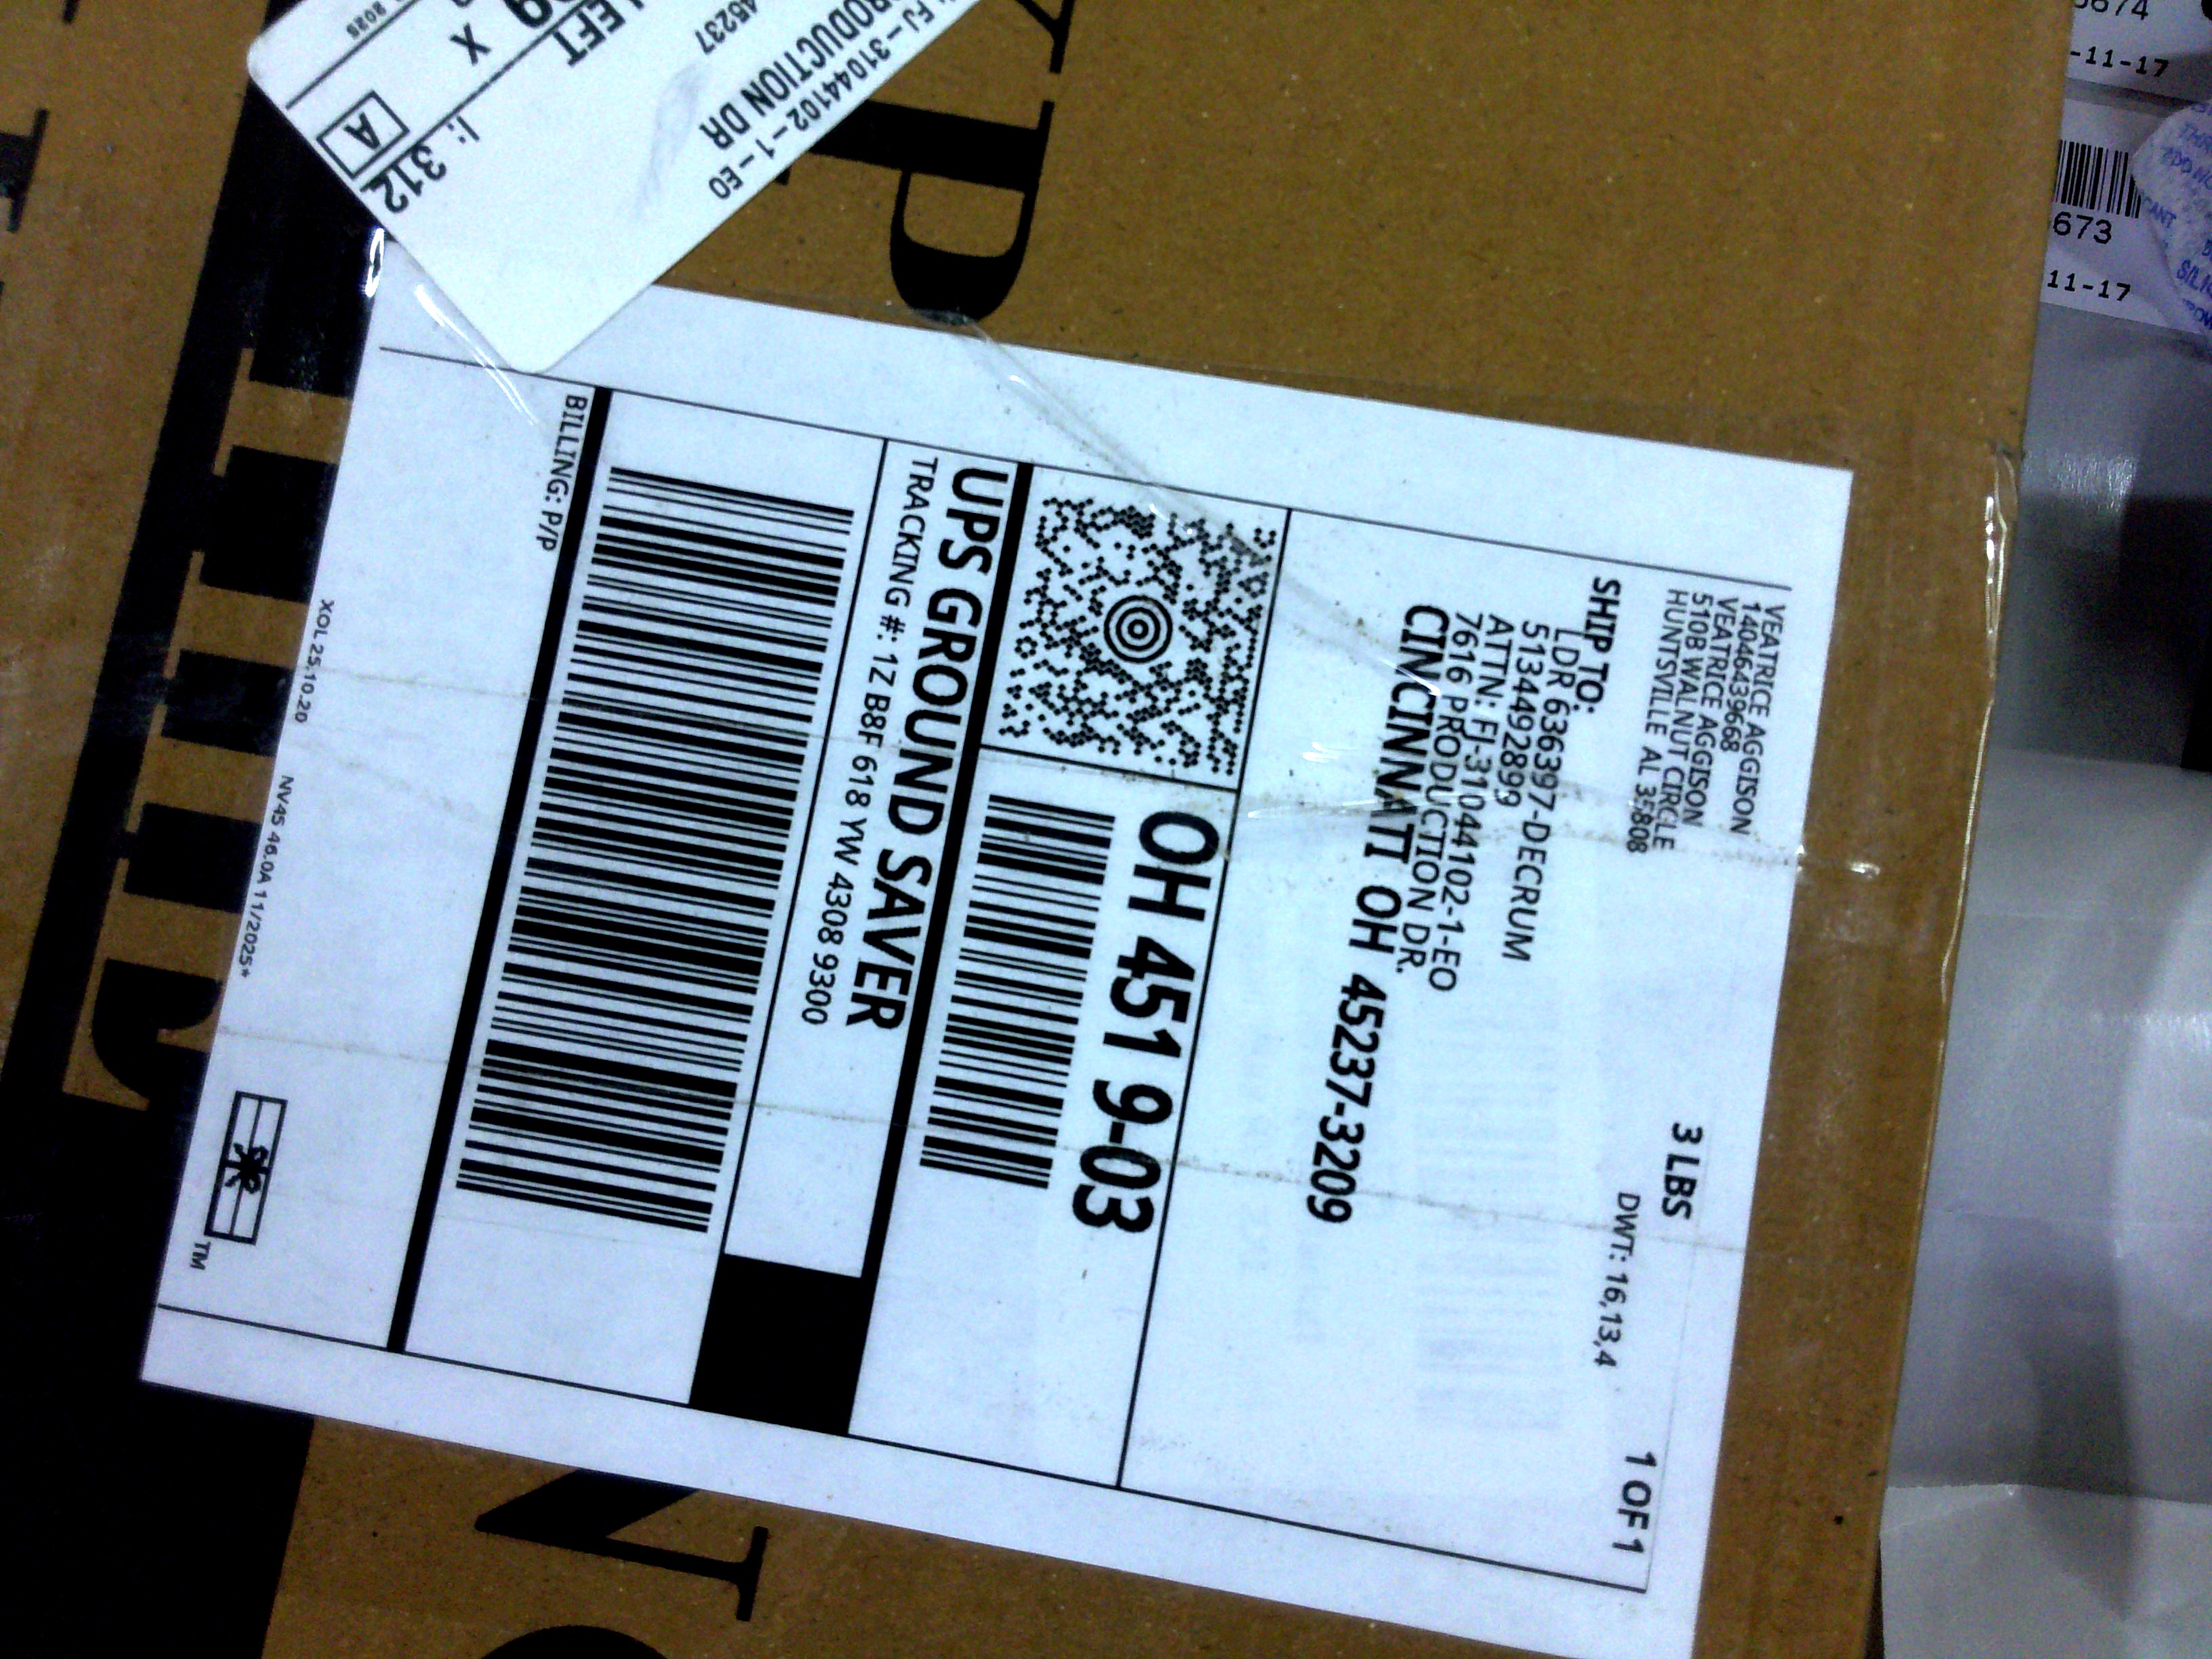 VEATRICE AGGISON
14046439668
VEATRICE AGGISON
510B WALNUT CIRCLE
HUNTSVILLE AL 35808
3 LBS
1 OF 1
DWT: 16,13,4
SHIP TO:
LDR 636397-DECRUM
5134492899
ATTN: FJ-31044102-1-EO
7616 PRODUCTION DR.
CINCINNATI OH 45237-3209
OH 451 9-03
UPS GROUND SAVER
TRACKING #: 1Z B8F 618 YW 4308 9300
BILLING: P/P
XOL 25.10.20
NV45 46.0A 11/2025*
TM
FJ-31044102-1-EO
45237
LEFT
X
I: 312
A
2025
-11-17
673
11-17